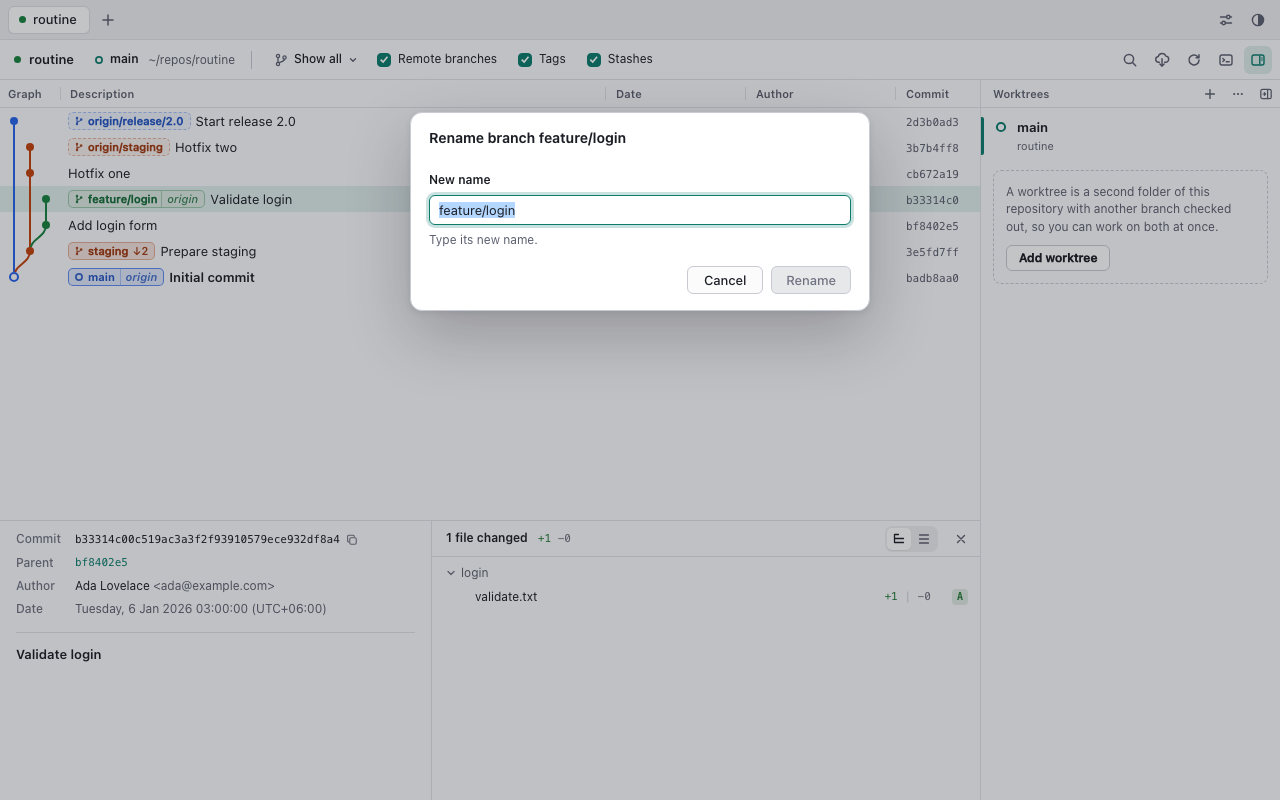 routine
routine main ~/repos/routine Show all Remote branches Tags Stashes
Graph Description Date Author Commit Worktrees
origin/release/2.0 Start release 2.0 2d3b0ad3
origin/staging Hotfix two 3b7b4ff8
Hotfix one cb672a19
feature/login origin Validate login b33314c0
Add login form bf8402e5
staging ↓2 Prepare staging 3e5fd7ff
main origin Initial commit badb8aa0
Rename branch feature/login
New name
feature/login
Type its new name.
Cancel Rename
main
routine
A worktree is a second folder of this
repository with another branch checked
out, so you can work on both at once.
Add worktree
Commit b33314c00c519ac3a3f2f93910579ece932df8a4
Parent bf8402e5
Author Ada Lovelace <ada@example.com>
Date Tuesday, 6 Jan 2026 03:00:00 (UTC+06:00)
Validate login
1 file changed +1 −0
login
validate.txt +1 | −0 A